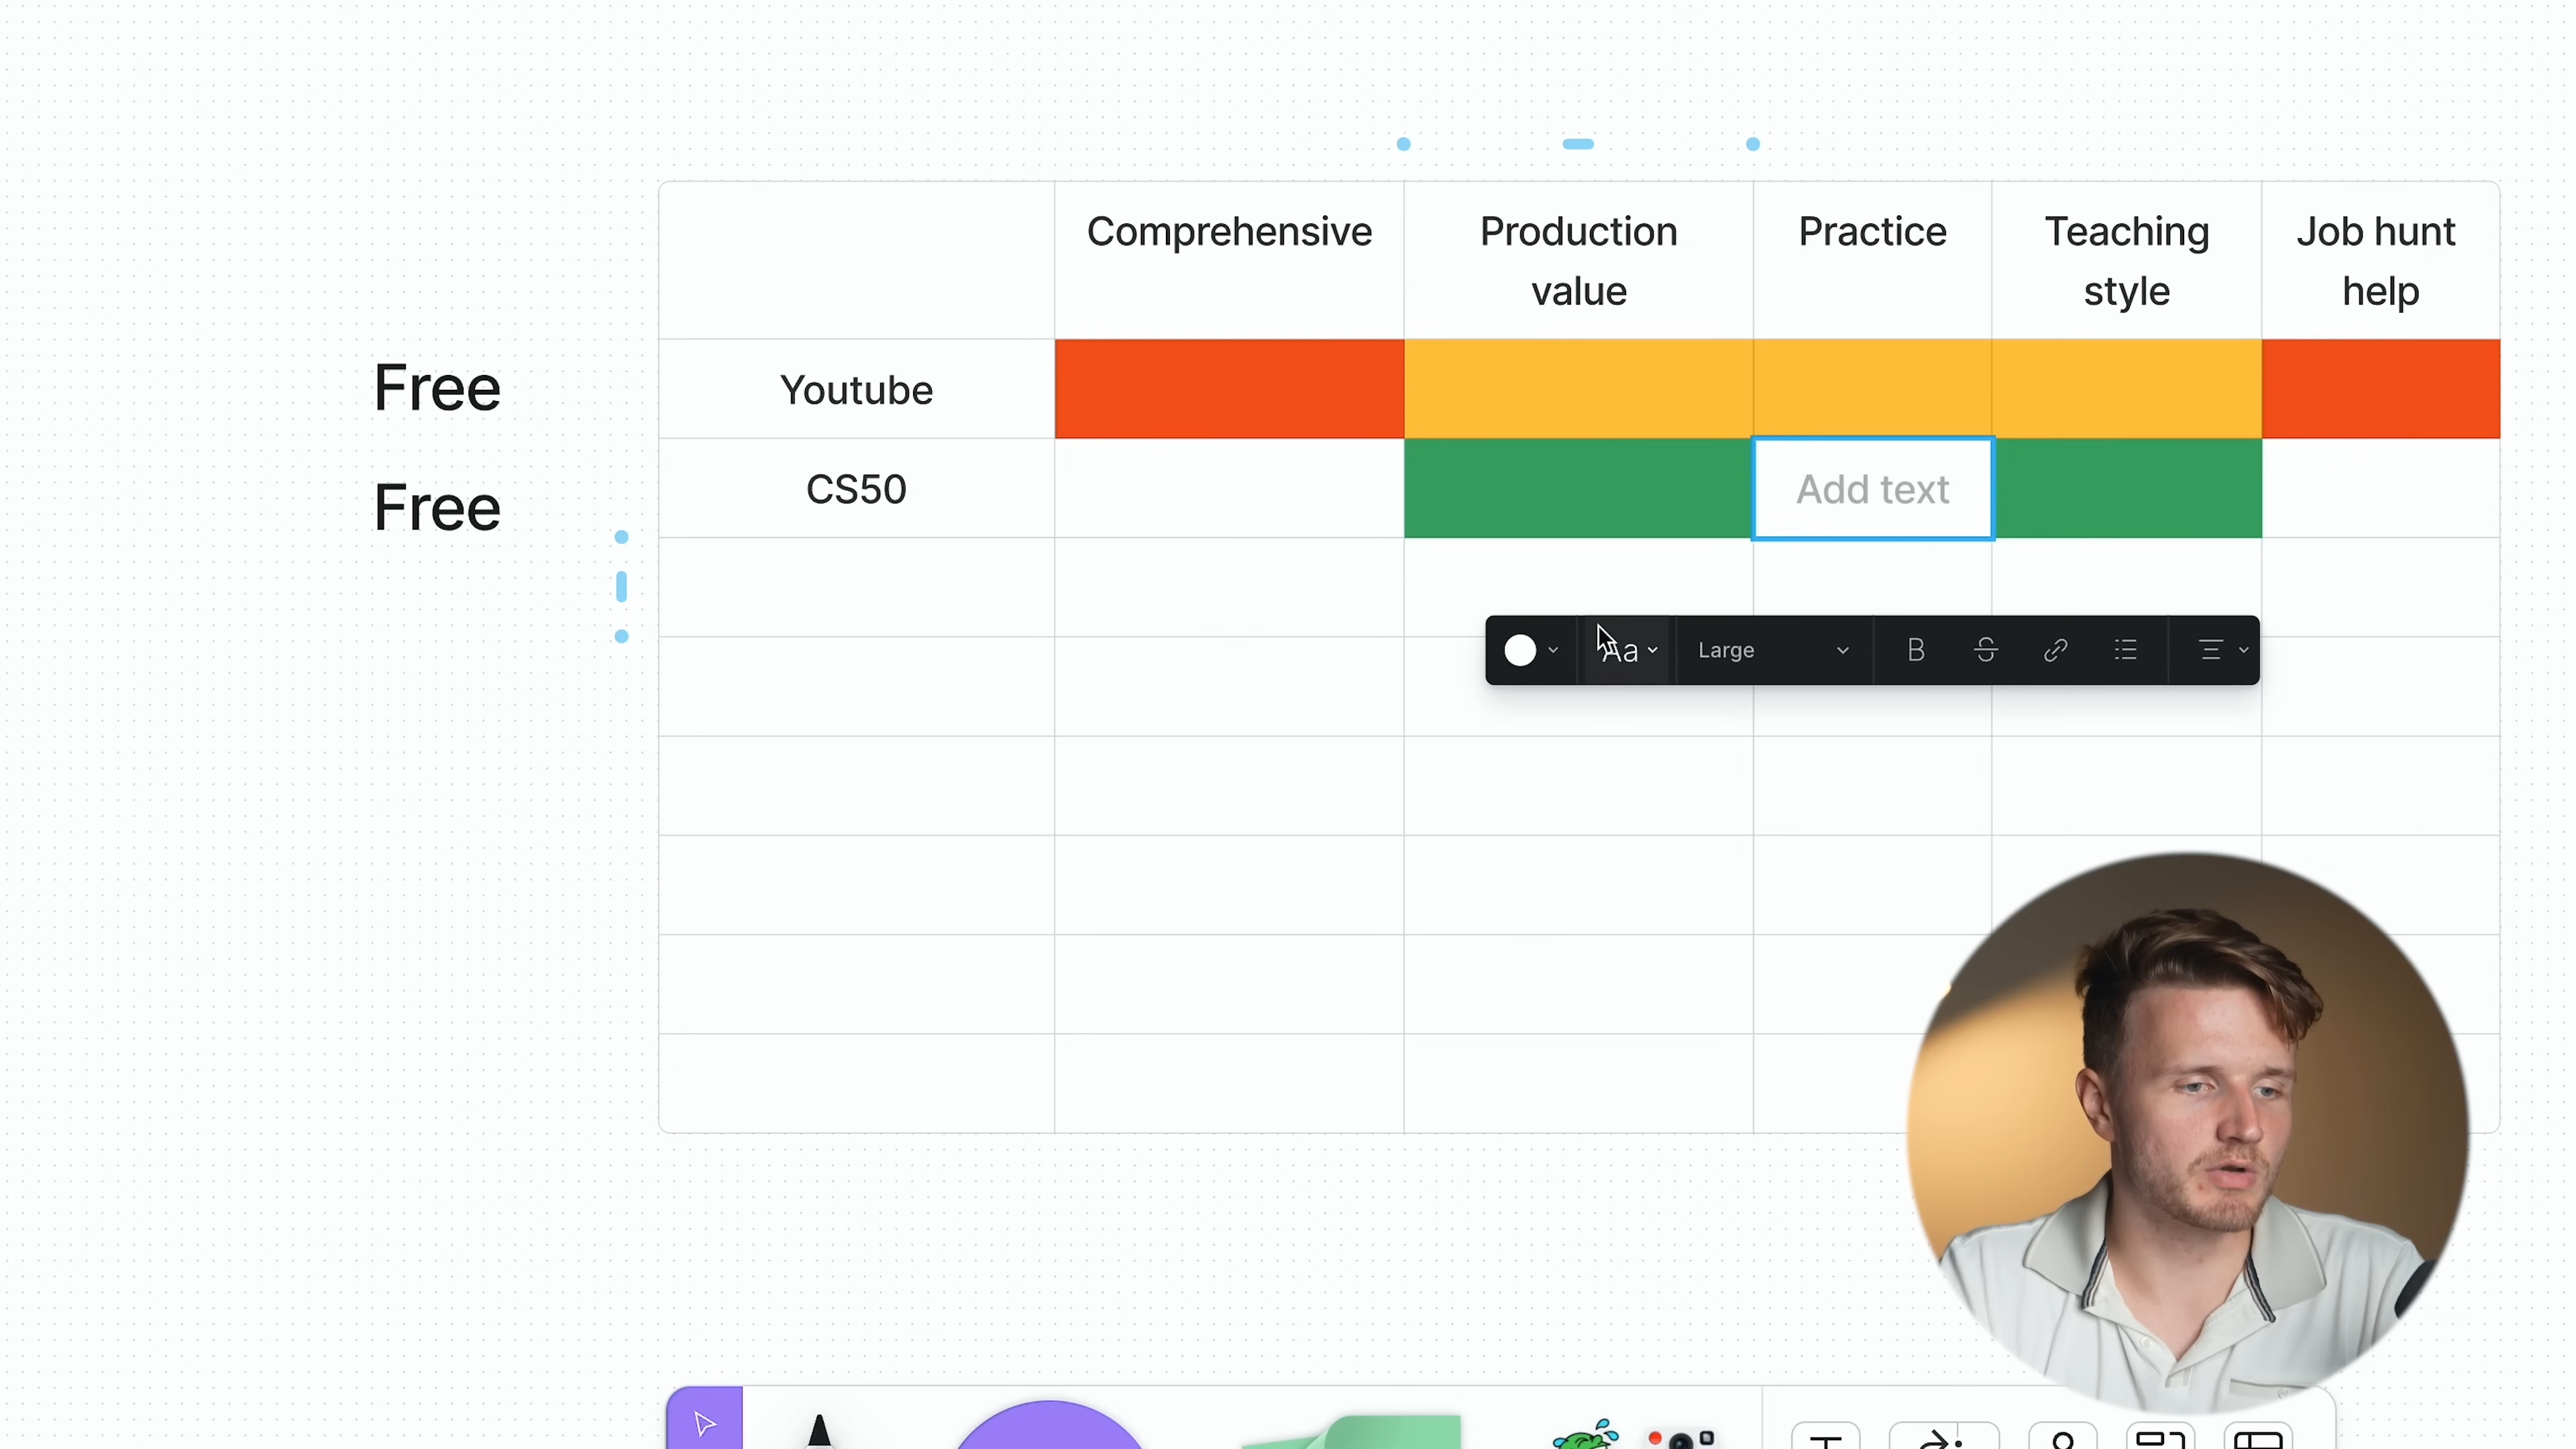 Comprehensive
Production
value
Practice
Teaching
style
Job hunt
help
Free
Youtube
Free
CS50
Add text
Aa
Large
B
S
T